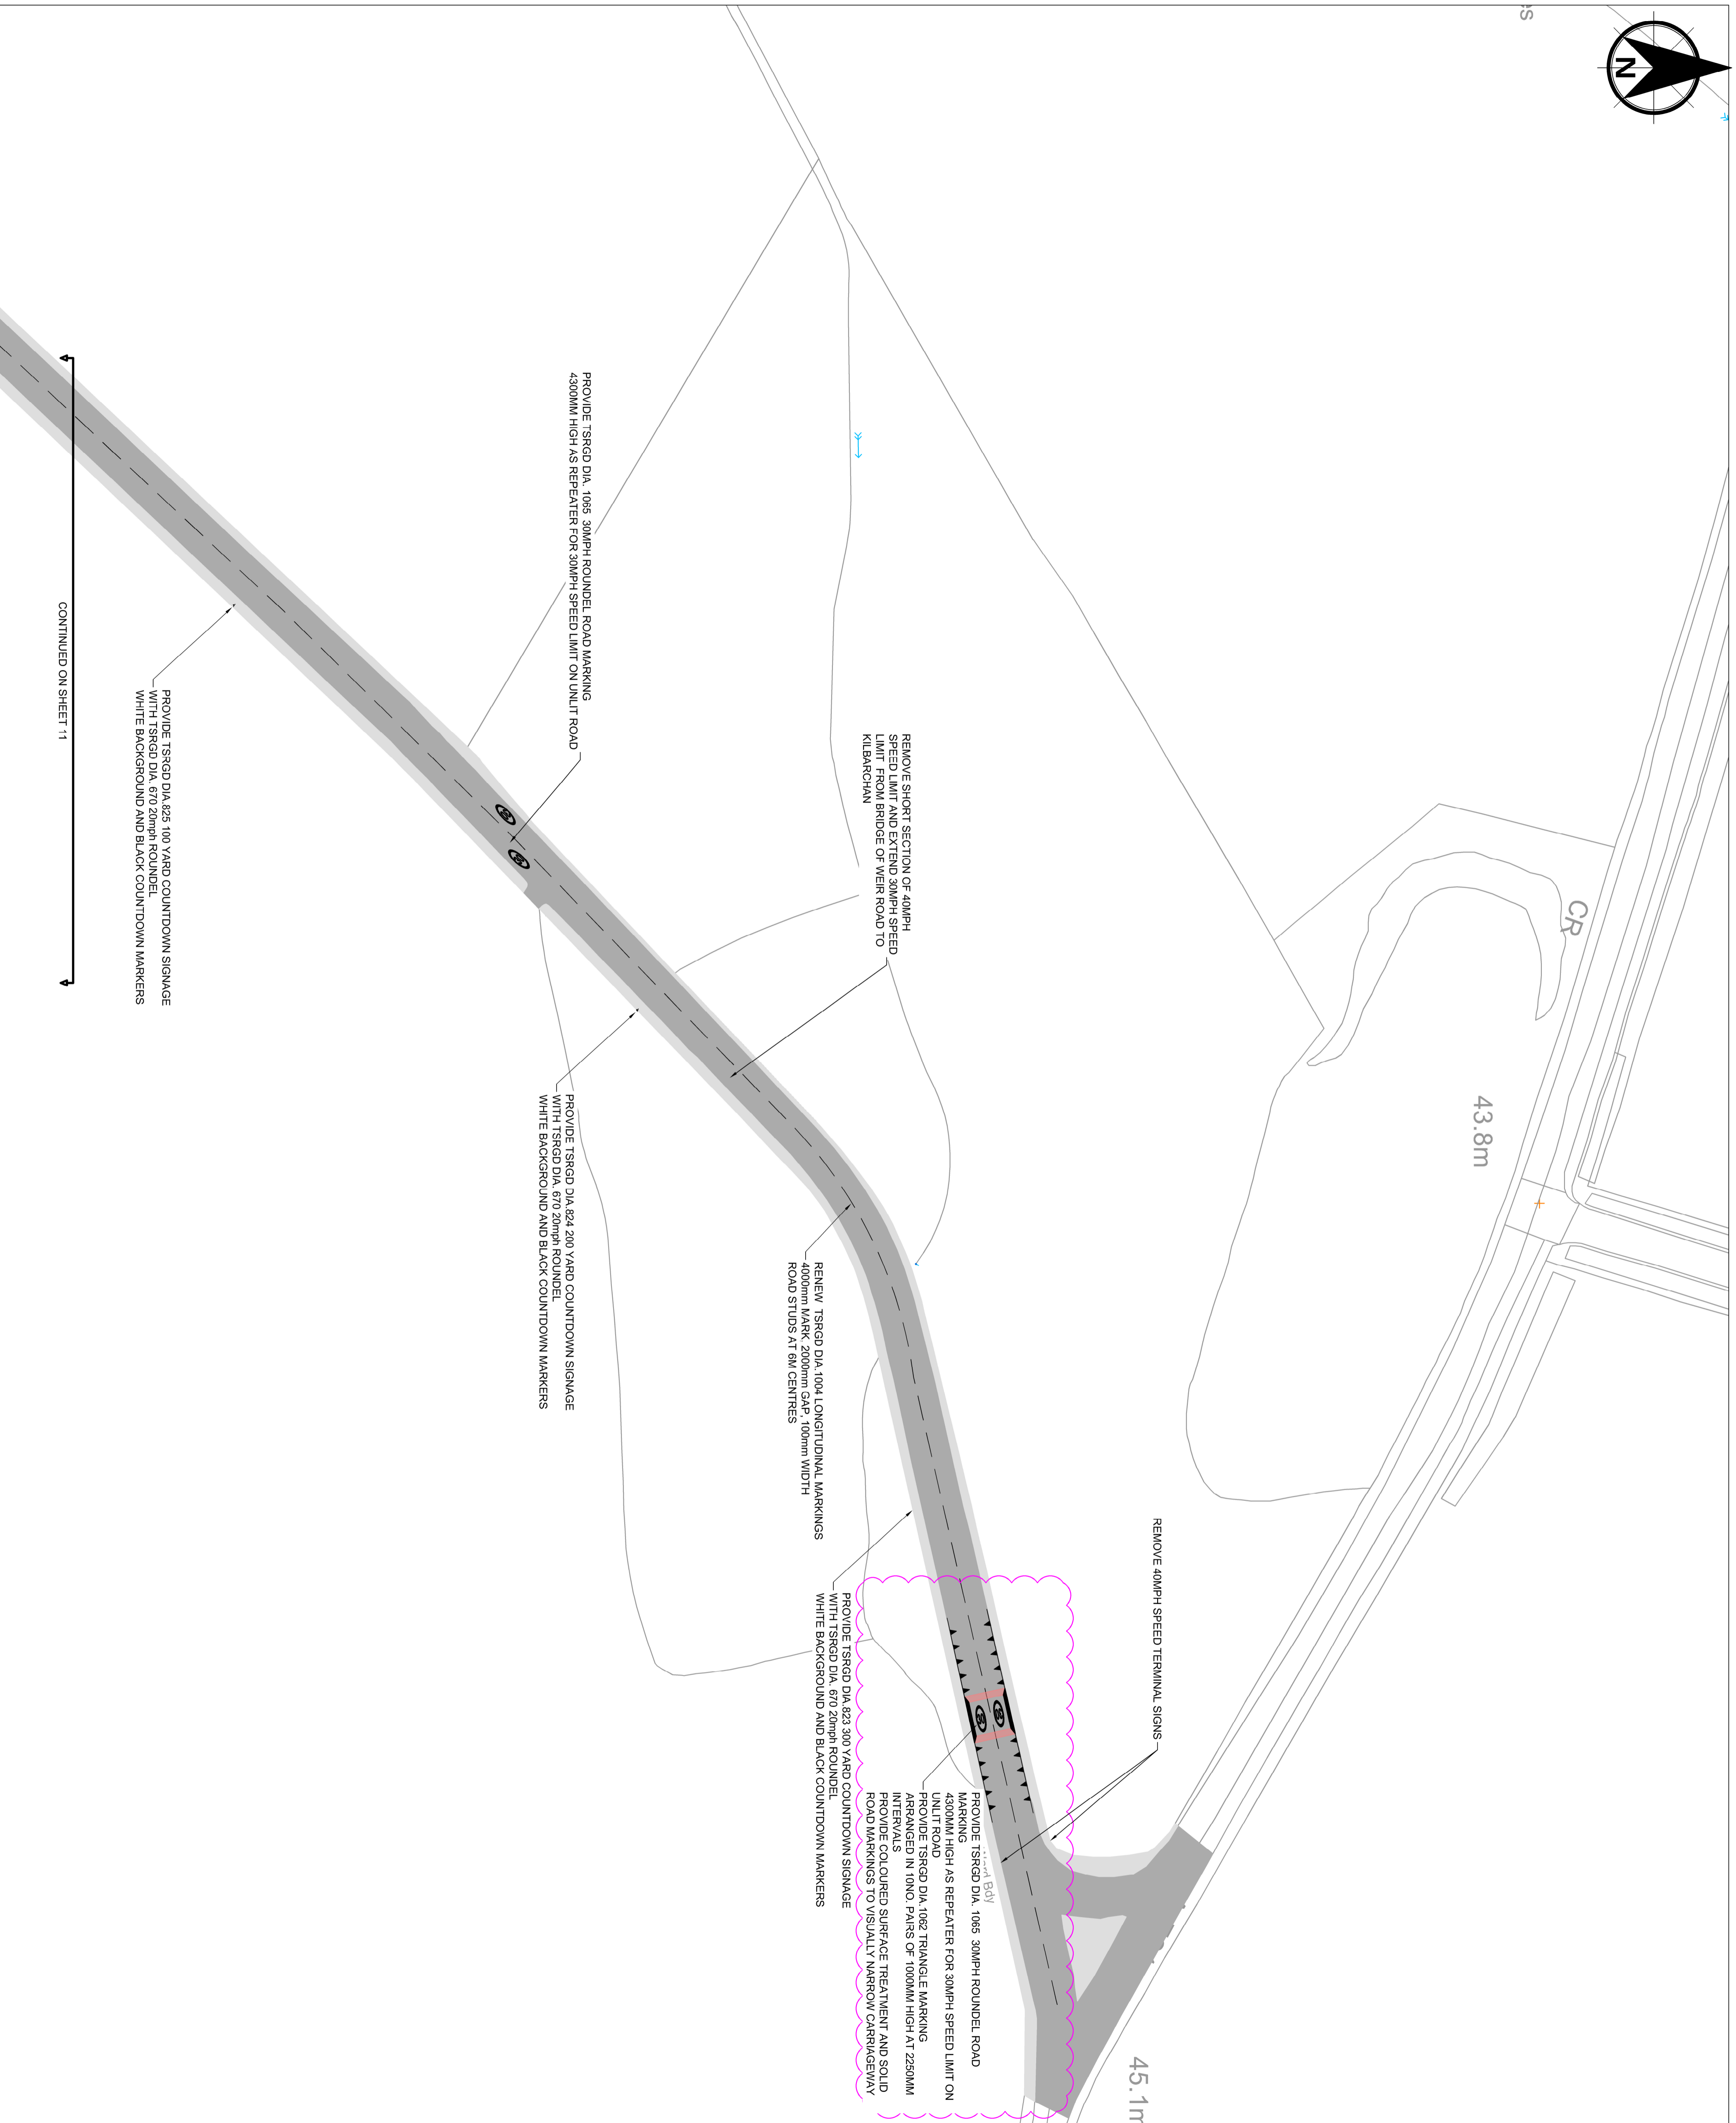 N
CR
43.8m
45.1m
PROVIDE TSRGD DIA. 1065 30MPH ROUNDEL ROAD MARKING
4300MM HIGH AS REPEATER FOR 30MPH SPEED LIMIT ON UNLIT ROAD
CONTINUED ON SHEET 11
PROVIDE TSRGD DIA.825 100 YARD COUNTDOWN SIGNAGE
WITH TSRGD DIA. 670 20mph ROUNDEL
WHITE BACKGROUND AND BLACK COUNTDOWN MARKERS
REMOVE SHORT SECTION OF 40MPH
SPEED LIMIT AND EXTEND 30MPH SPEED
LIMIT FROM BRIDGE OF WEIR ROAD TO
KILBARCHAN
PROVIDE TSRGD DIA.824 200 YARD COUNTDOWN SIGNAGE
WITH TSRGD DIA. 670 20mph ROUNDEL
WHITE BACKGROUND AND BLACK COUNTDOWN MARKERS
RENEW TSRGD DIA.1004 LONGITUDINAL MARKINGS
4000mm MARK. 2000mm GAP, 100mm WIDTH
ROAD STUDS AT 6M CENTRES
REMOVE 40MPH SPEED TERMINAL SIGNS
PROVIDE TSRGD DIA.823 300 YARD COUNTDOWN SIGNAGE
WITH TSRGD DIA. 670 20mph ROUNDEL
WHITE BACKGROUND AND BLACK COUNTDOWN MARKERS
PROVIDE TSRGD DIA. 1065 30MPH ROUNDEL ROAD
MARKING
4300MM HIGH AS REPEATER FOR 30MPH SPEED LIMIT ON
UNLIT ROAD
PROVIDE TSRGD DIA.1062 TRIANGLE MARKING
ARRANGED IN 10NO. PAIRS OF 1000MM HIGH AT 2250MM
INTERVALS
PROVIDE COLOURED SURFACE TREATMENT AND SOLID
ROAD MARKINGS TO VISUALLY NARROW CARRIAGEWAY
Bdy
30
30
30
30